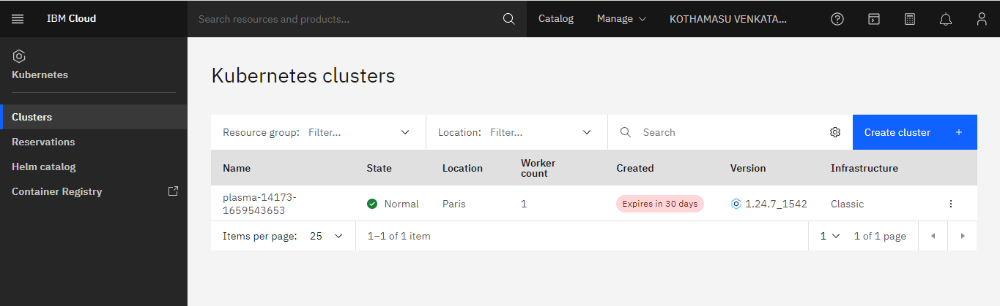 IBM Cloud
Search resources and products...
Catalog
Manage
KOTHAMASU VENKATA...
Kubernetes
Clusters
Reservations
Helm catalog
Container Registry
Kubernetes clusters
Resource group: Filter...
Location: Filter...
Search
Create cluster +
Name State Location Worker count Created Version Infrastructure
plasma-14173-
1659543653
Normal Paris 1 Expires in 30 days 1.24.7_1542 Classic
Items per page: 25 1–1 of 1 item 1 1 of 1 page